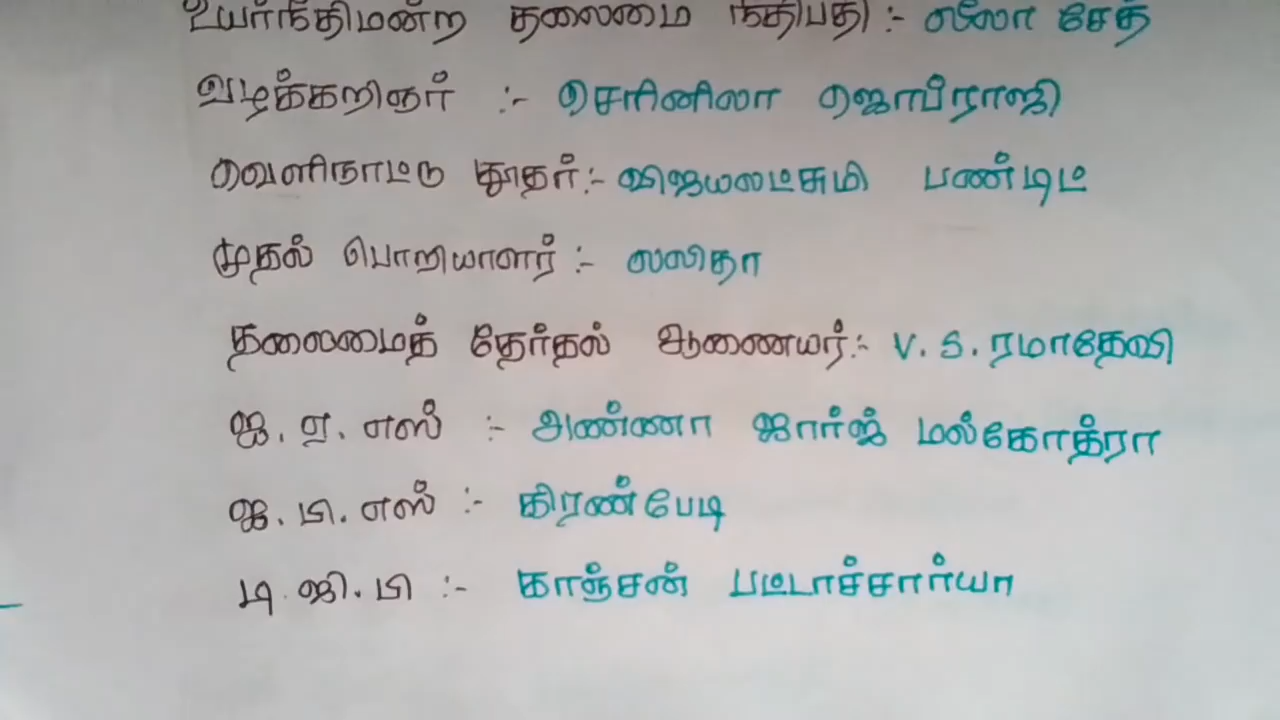 உயர்நீதிமன்ற தலைமை நீதிபதி :- லீலா சேத்
வழக்கறிஞர் :- சொரினிலா ஜொப்ராஜி
வெளிநாட்டு தூதர் :- விஜயலட்சுமி பண்டிட்
முதல் பொறியாளர் :- லலிதா
தலைமைத் தேர்தல் ஆணையர் :- V. S. ரமாதேவி
ஐ. ஏ. எஸ் :- அண்ணா ஜார்ஜ் மல்கோத்ரா
ஐ. பி. எஸ் :- கிரண்பேடி
டி. ஜி. பி :- காஞ்சன் பட்டாச்சார்யா